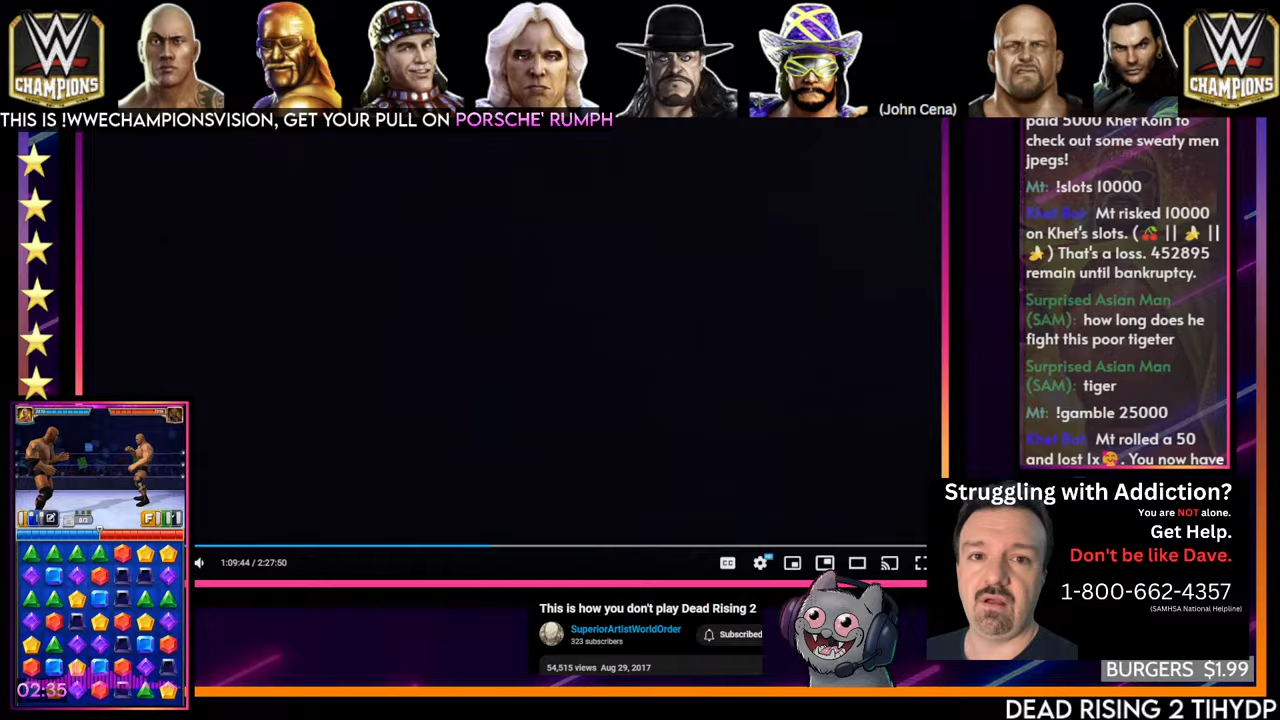 W
CHAMPIONS
(John Cena)
W
CHAMPIONS
THIS IS !WWECHAMPIONSVISION, GET YOUR PULL ON PORSCHE' RUMPH
paid 5000 Khet Koin to
check out some sweaty men
jpegs!
Mt: !slots 10000
Khet Bot: Mt risked 10000
on Khet's slots. (🍒 || 🍌 ||
🍌) That's a loss. 452895
remain until bankruptcy.
Surprised Asian Man
(SAM): how long does he
fight this poor tigeter
Surprised Asian Man
(SAM): tiger
Mt: !gamble 25000
Khet Bot: Mt rolled a 50
and lost 1x🥰. You now have
1:09:44 / 2:27:50
CC
HD
This is how you don't play Dead Rising 2
SuperiorArtistWorldOrder
323 subscribers
Subscribed
54,515 views Aug 29, 2017
Struggling with Addiction?
You are NOT alone.
Get Help.
Don't be like Dave.
1-800-662-4357
(SAMHSA National Helpline)
BURGERS $1.99
F
0/3
02:35
DEAD RISING 2 TIHYDP